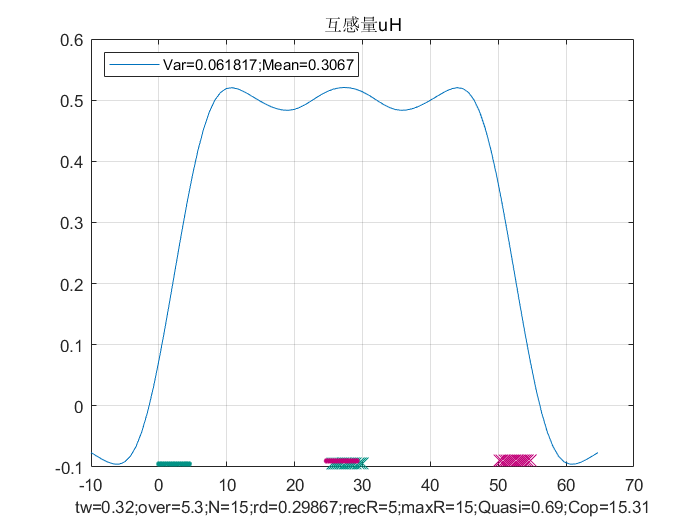 互感量uH
0.6
Var=0.061817;Mean=0.3067
0.5
0.4
0.3
0.2
0.1
0
-0.1
-10 0 10 20 30 40 50 60 70
tw=0.32;over=5.3;N=15;rd=0.29867;recR=5;maxR=15;Quasi=0.69;Cop=15.31